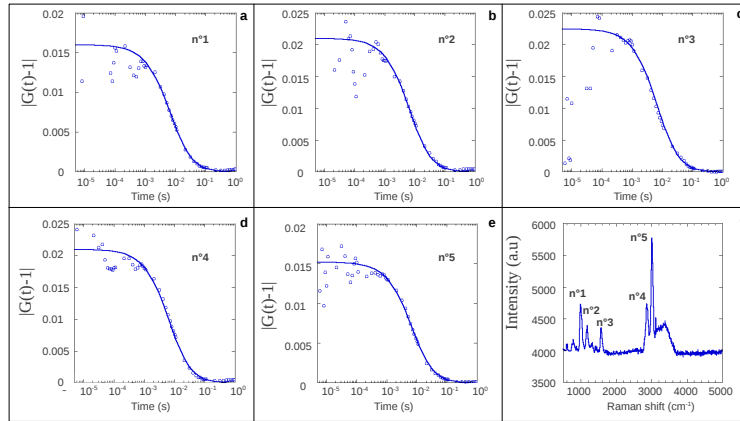 a
n°1
|G(t)-1|
0.02
0.015
0.01
0.005
0
10-5 10-4 10-3 10-2 10-1 100
Time (s)
b
n°2
|G(t)-1|
0.025
0.02
0.015
0.01
0.005
0
10-5 10-4 10-3 10-2 10-1 100
Time (s)
n°3
|G(t)-1|
0.025
0.02
0.015
0.01
0.005
0
10-5 10-4 10-3 10-2 10-1 100
Time (s)
d
n°4
|G(t)-1|
0.025
0.02
0.015
0.01
0.005
0
10-5 10-4 10-3 10-2 10-1 100
Time (s)
e
n°5
|G(t)-1|
0.02
0.015
0.01
0.005
0
10-5 10-4 10-3 10-2 10-1 100
Time (s)
Intensity (a.u)
6000
5500
5000
4500
4000
3500
n°5
n°1
n°4
n°2
n°3
1000 2000 3000 4000 5000
Raman shift (cm-1)